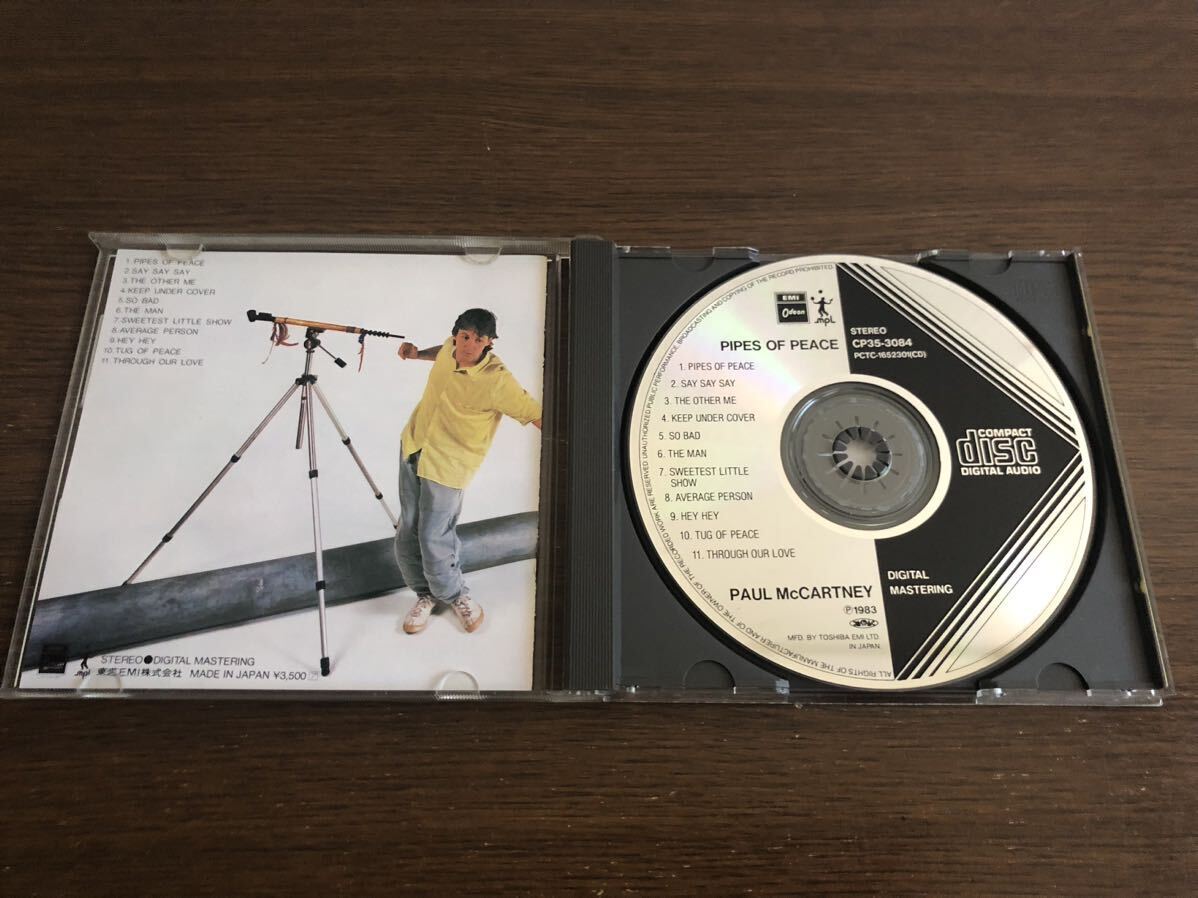 1.PIPES OF PEACE
2.SAY SAY SAY
3.THE OTHER ME
4.KEEP UNDER COVER
5.SO BAD
6.THE MAN
7.SWEETEST LITTLE SHOW
8.AVERAGE PERSON
9.HEY HEY
10.TUG OF PEACE
11.THROUGH OUR LOVE
mpl
STEREO●DIGITAL MASTERING
東芝EMI株式会社 MADE IN JAPAN ¥3,500
EMI
Odeon
mpl
PIPES OF PEACE
STEREO
CP35-3084
PCTC-1652301(CD)
1. PIPES OF PEACE
2. SAY SAY SAY
3. THE OTHER ME
4. KEEP UNDER COVER
5. SO BAD
6. THE MAN
7. SWEETEST LITTLE
SHOW
8. AVERAGE PERSON
9. HEY HEY
10. TUG OF PEACE
11. THROUGH OUR LOVE
COMPACT
disc
DIGITAL AUDIO
DIGITAL
MASTERING
PAUL McCARTNEY
℗1983
MFD. BY TOSHIBA EMI LTD.
IN JAPAN.
ALL RIGHTS OF THE MANUFACTURER AND OF THE OWNER OF THE RECORDED WORK ARE RESERVED. UNAUTHORIZED PUBLIC PERFORMANCE, BROADCASTING AND COPYING OF THE RECORD PROHIBITED.